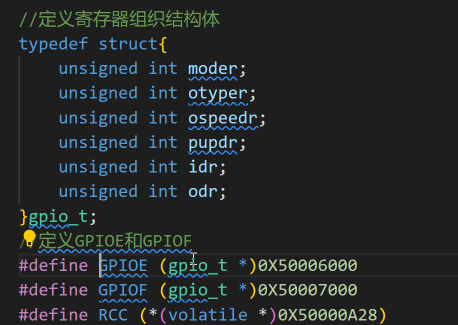 //定义寄存器组织结构体
typedef struct{
unsigned int moder;
unsigned int otyper;
unsigned int ospeedr;
unsigned int pupdr;
unsigned int idr;
unsigned int odr;
}gpio_t;
//定义GPIOE和GPIOF
#define GPIOE (gpio_t *)0X50006000
#define GPIOF (gpio_t *)0X50007000
#define RCC (*(volatile *)0X50000A28)